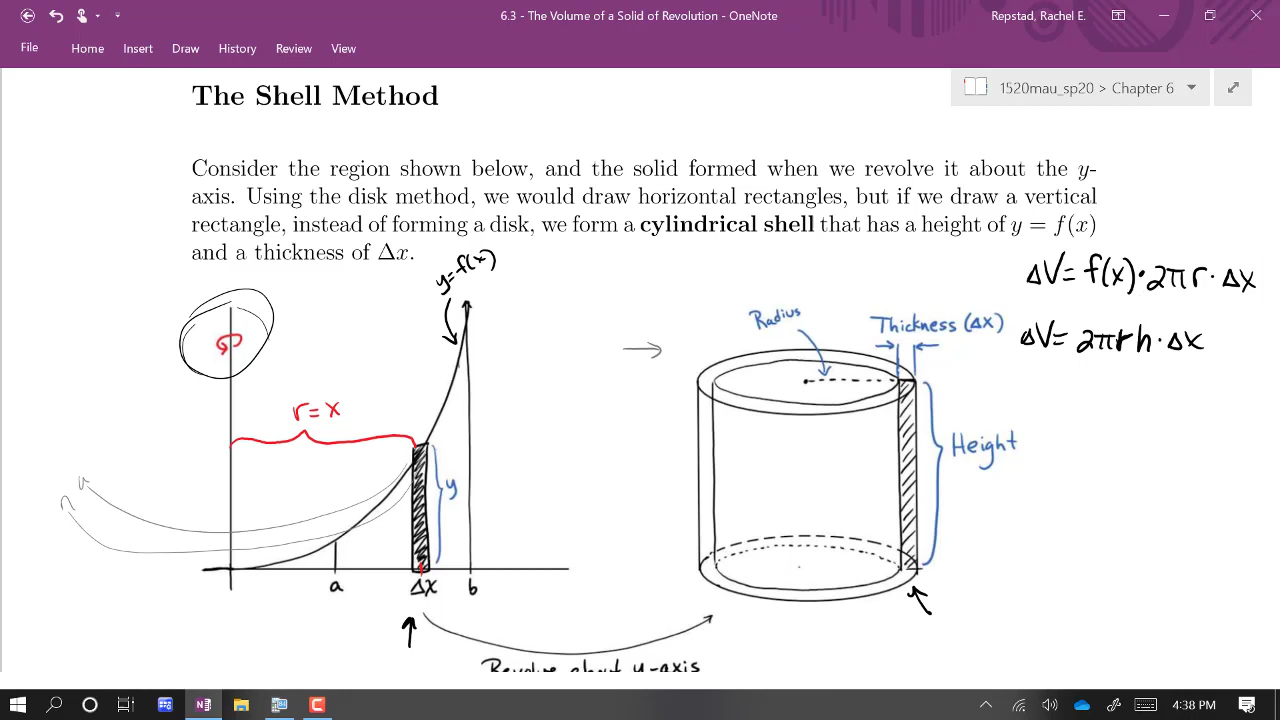 6.3 - The Volume of a Solid of Revolution - OneNote
Repstad, Rachel E.
File Home Insert Draw History Review View
The Shell Method
1520mau_sp20 > Chapter 6
Consider the region shown below, and the solid formed when we revolve it about the y-
axis. Using the disk method, we would draw horizontal rectangles, but if we draw a vertical
rectangle, instead of forming a disk, we form a cylindrical shell that has a height of y = f(x)
and a thickness of Δx.
y=f(x)
ΔV= f(x)·2πr·Δx
ΔV= 2πrh·Δx
Radius
Thickness (Δx)
r=x
y
Height
a
Δx
b
Revolve about y-axis
4:38 PM